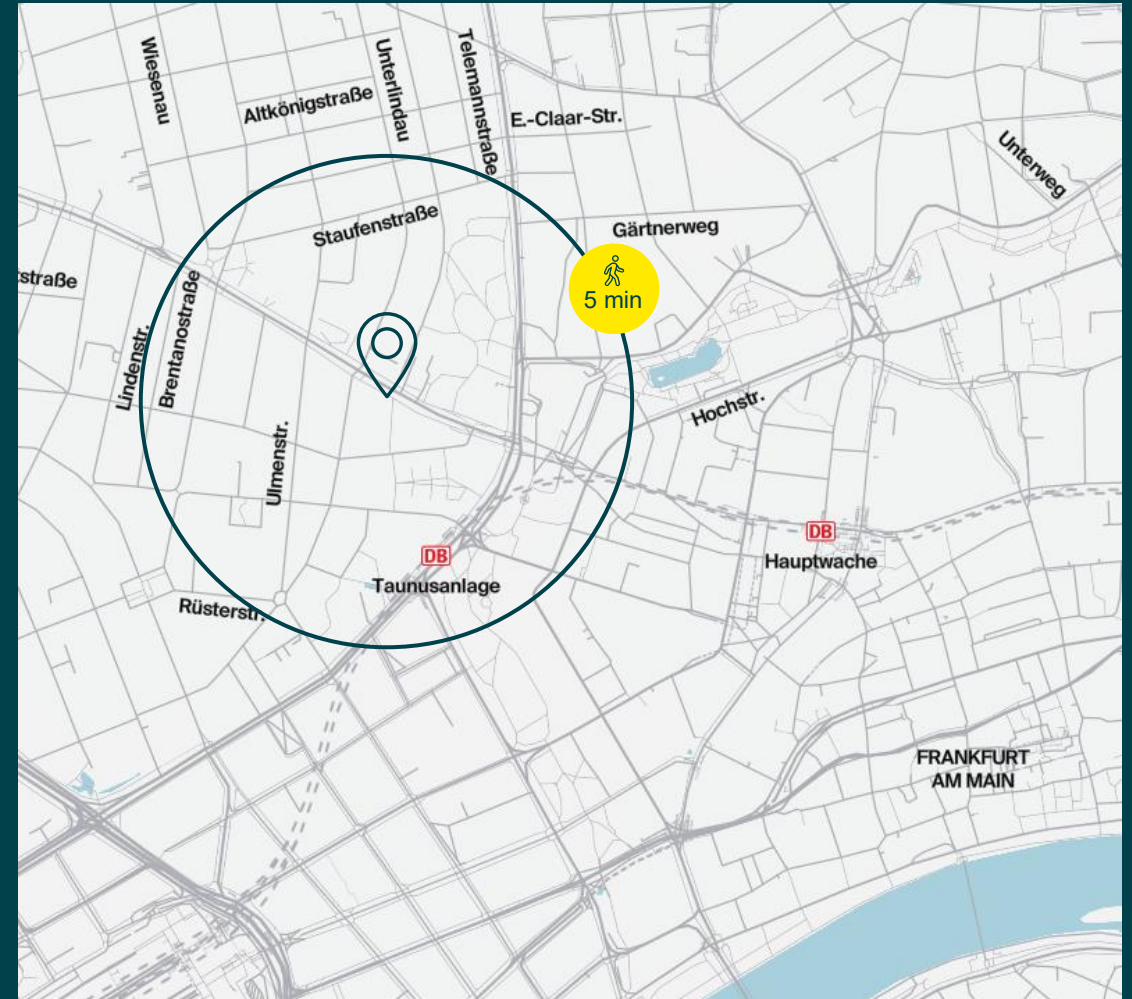 Wiesenau
Altkönigstraße
Unterlindau
Telemannstraße
E.-Claar-Str.
Unterweg
Staufenstraße
Gärtnerweg
5 min
straße
Lindenstr.
Brentanostraße
Ulmenstr.
Hochstr.
DB
Taunusanlage
DB
Hauptwache
Rüsterstr.
FRANKFURT
AM MAIN